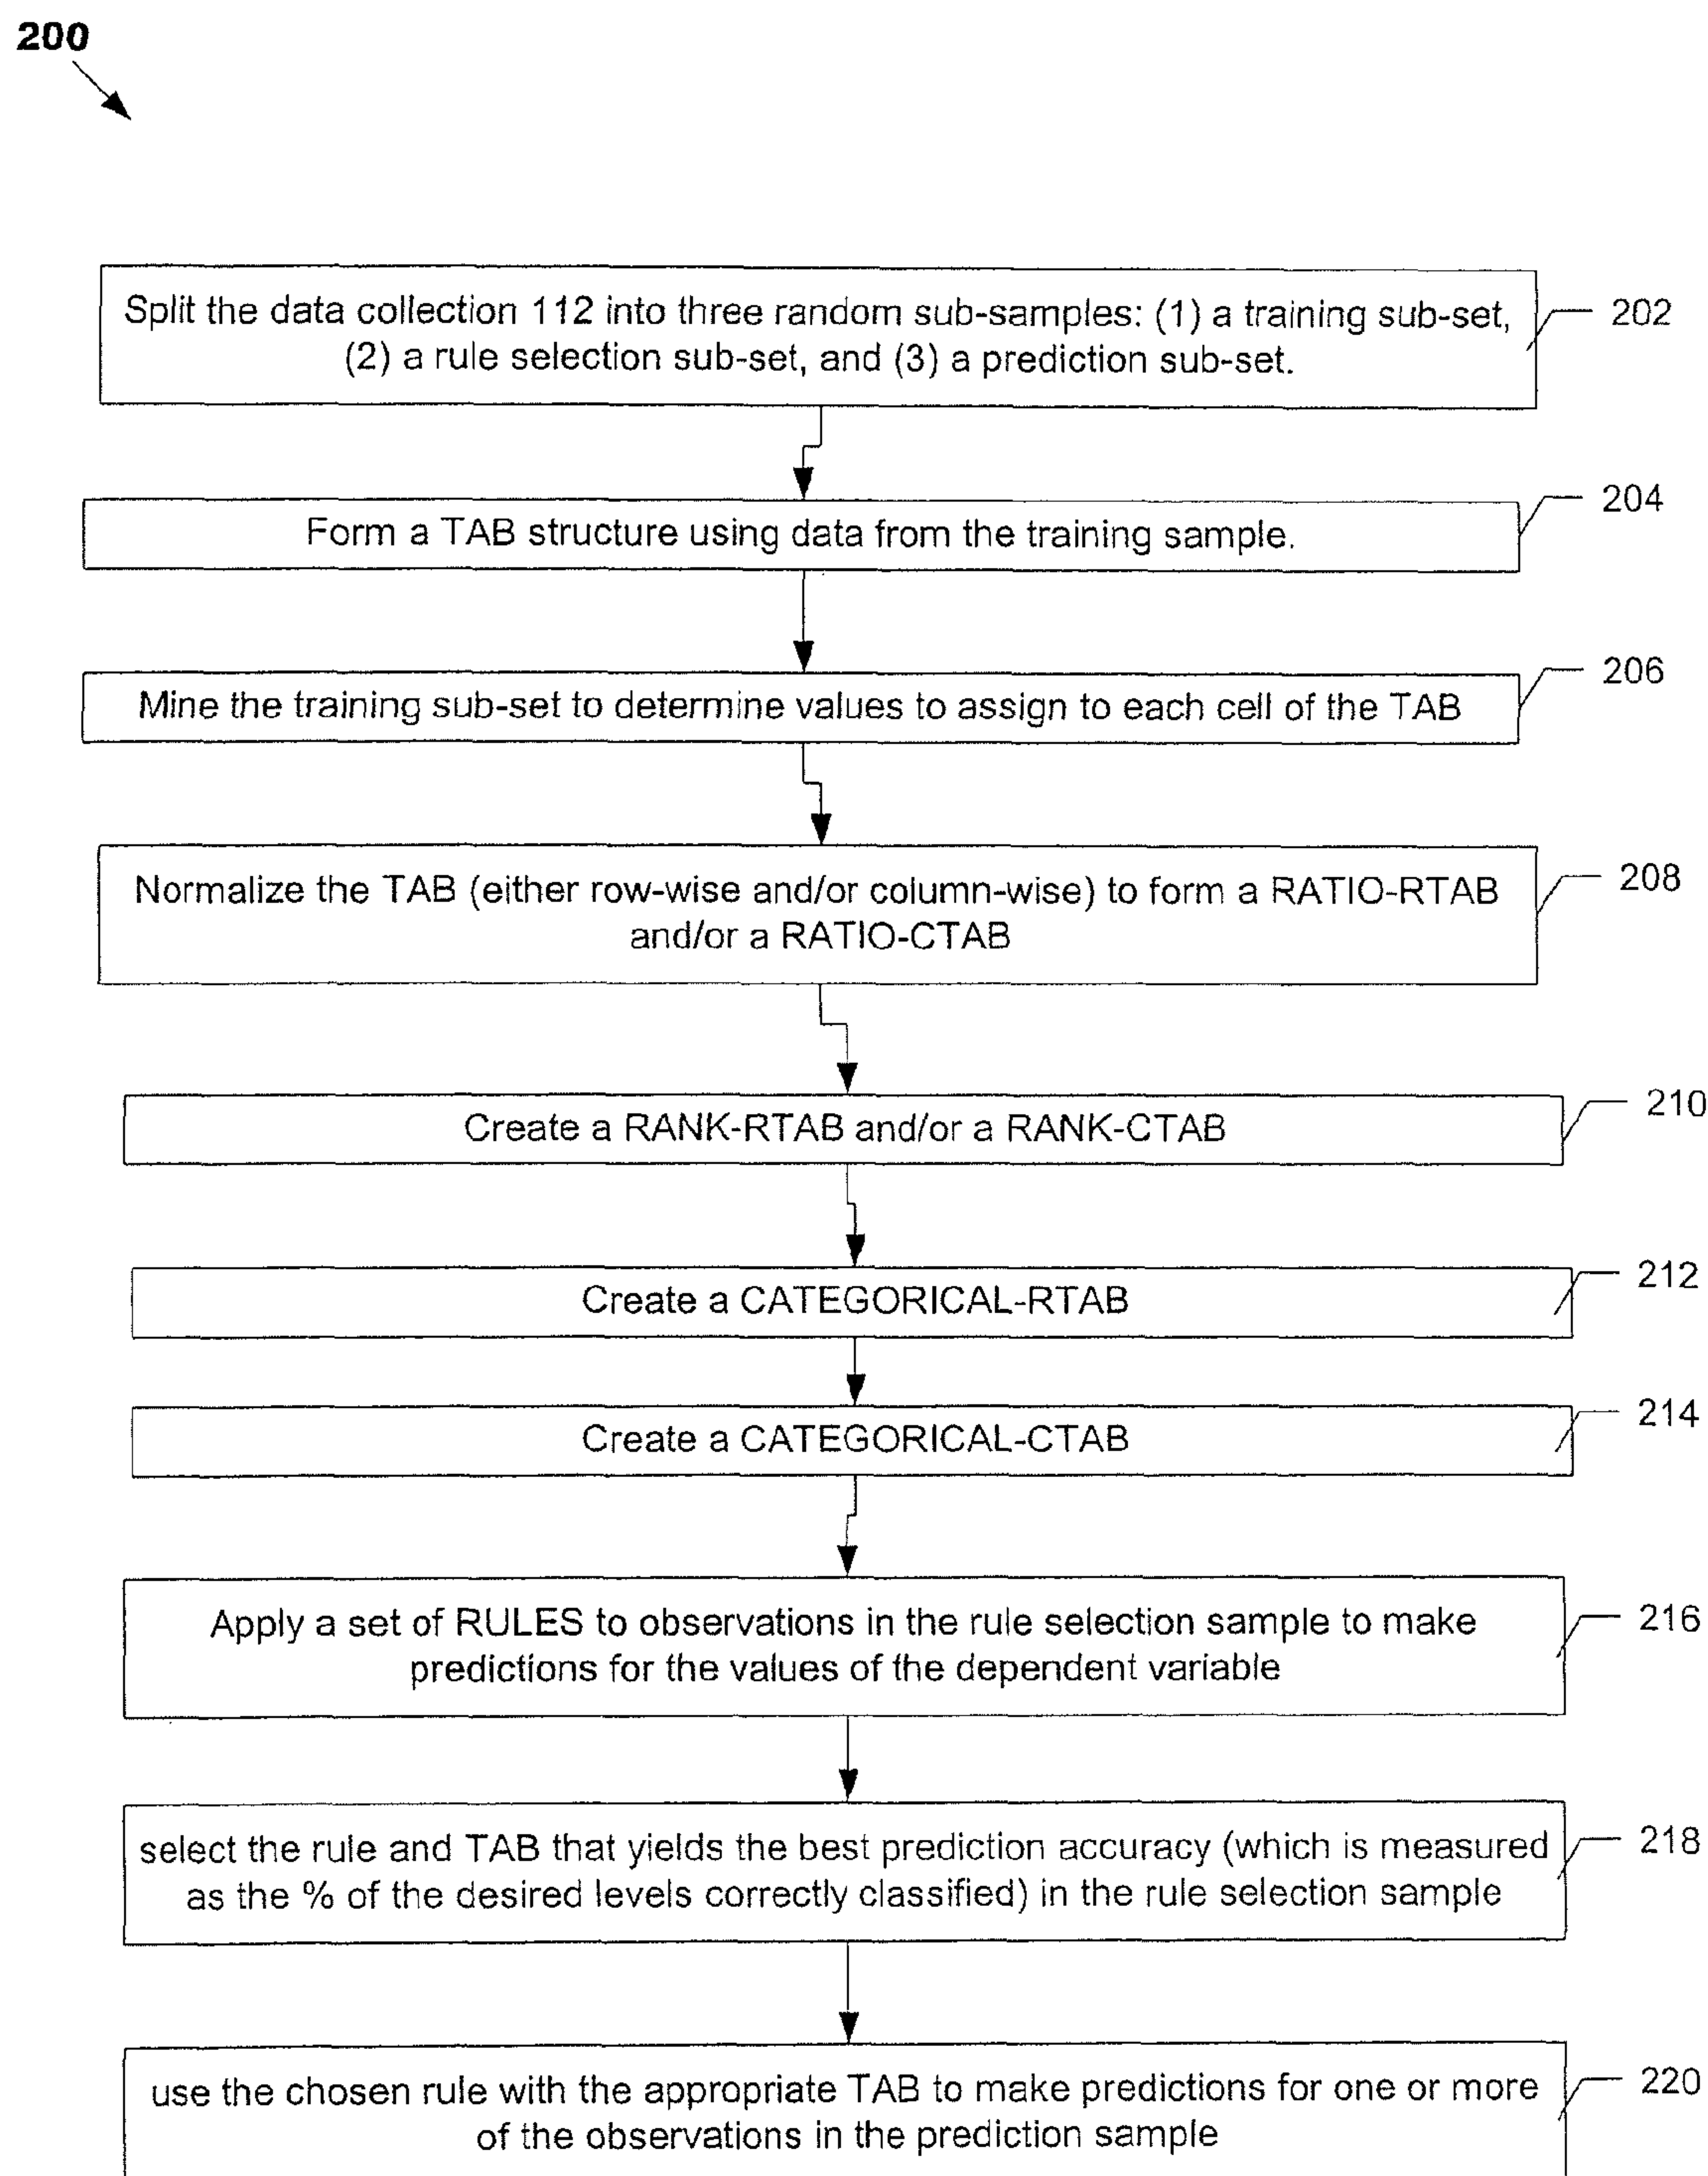 200
Split the data collection 112 into three random sub-samples: (1) a training sub-set,
(2) a rule selection sub-set, and (3) a prediction sub-set.
202
Form a TAB structure using data from the training sample.
204
Mine the training sub-set to determine values to assign to each cell of the TAB
206
Normalize the TAB (either row-wise and/or column-wise) to form a RATIO-RTAB
and/or a RATIO-CTAB
208
Create a RANK-RTAB and/or a RANK-CTAB
210
Create a CATEGORICAL-RTAB
212
Create a CATEGORICAL-CTAB
214
Apply a set of RULES to observations in the rule selection sample to make
predictions for the values of the dependent variable
216
select the rule and TAB that yields the best prediction accuracy (which is measured
as the % of the desired levels correctly classified) in the rule selection sample
218
use the chosen rule with the appropriate TAB to make predictions for one or more
of the observations in the prediction sample
220